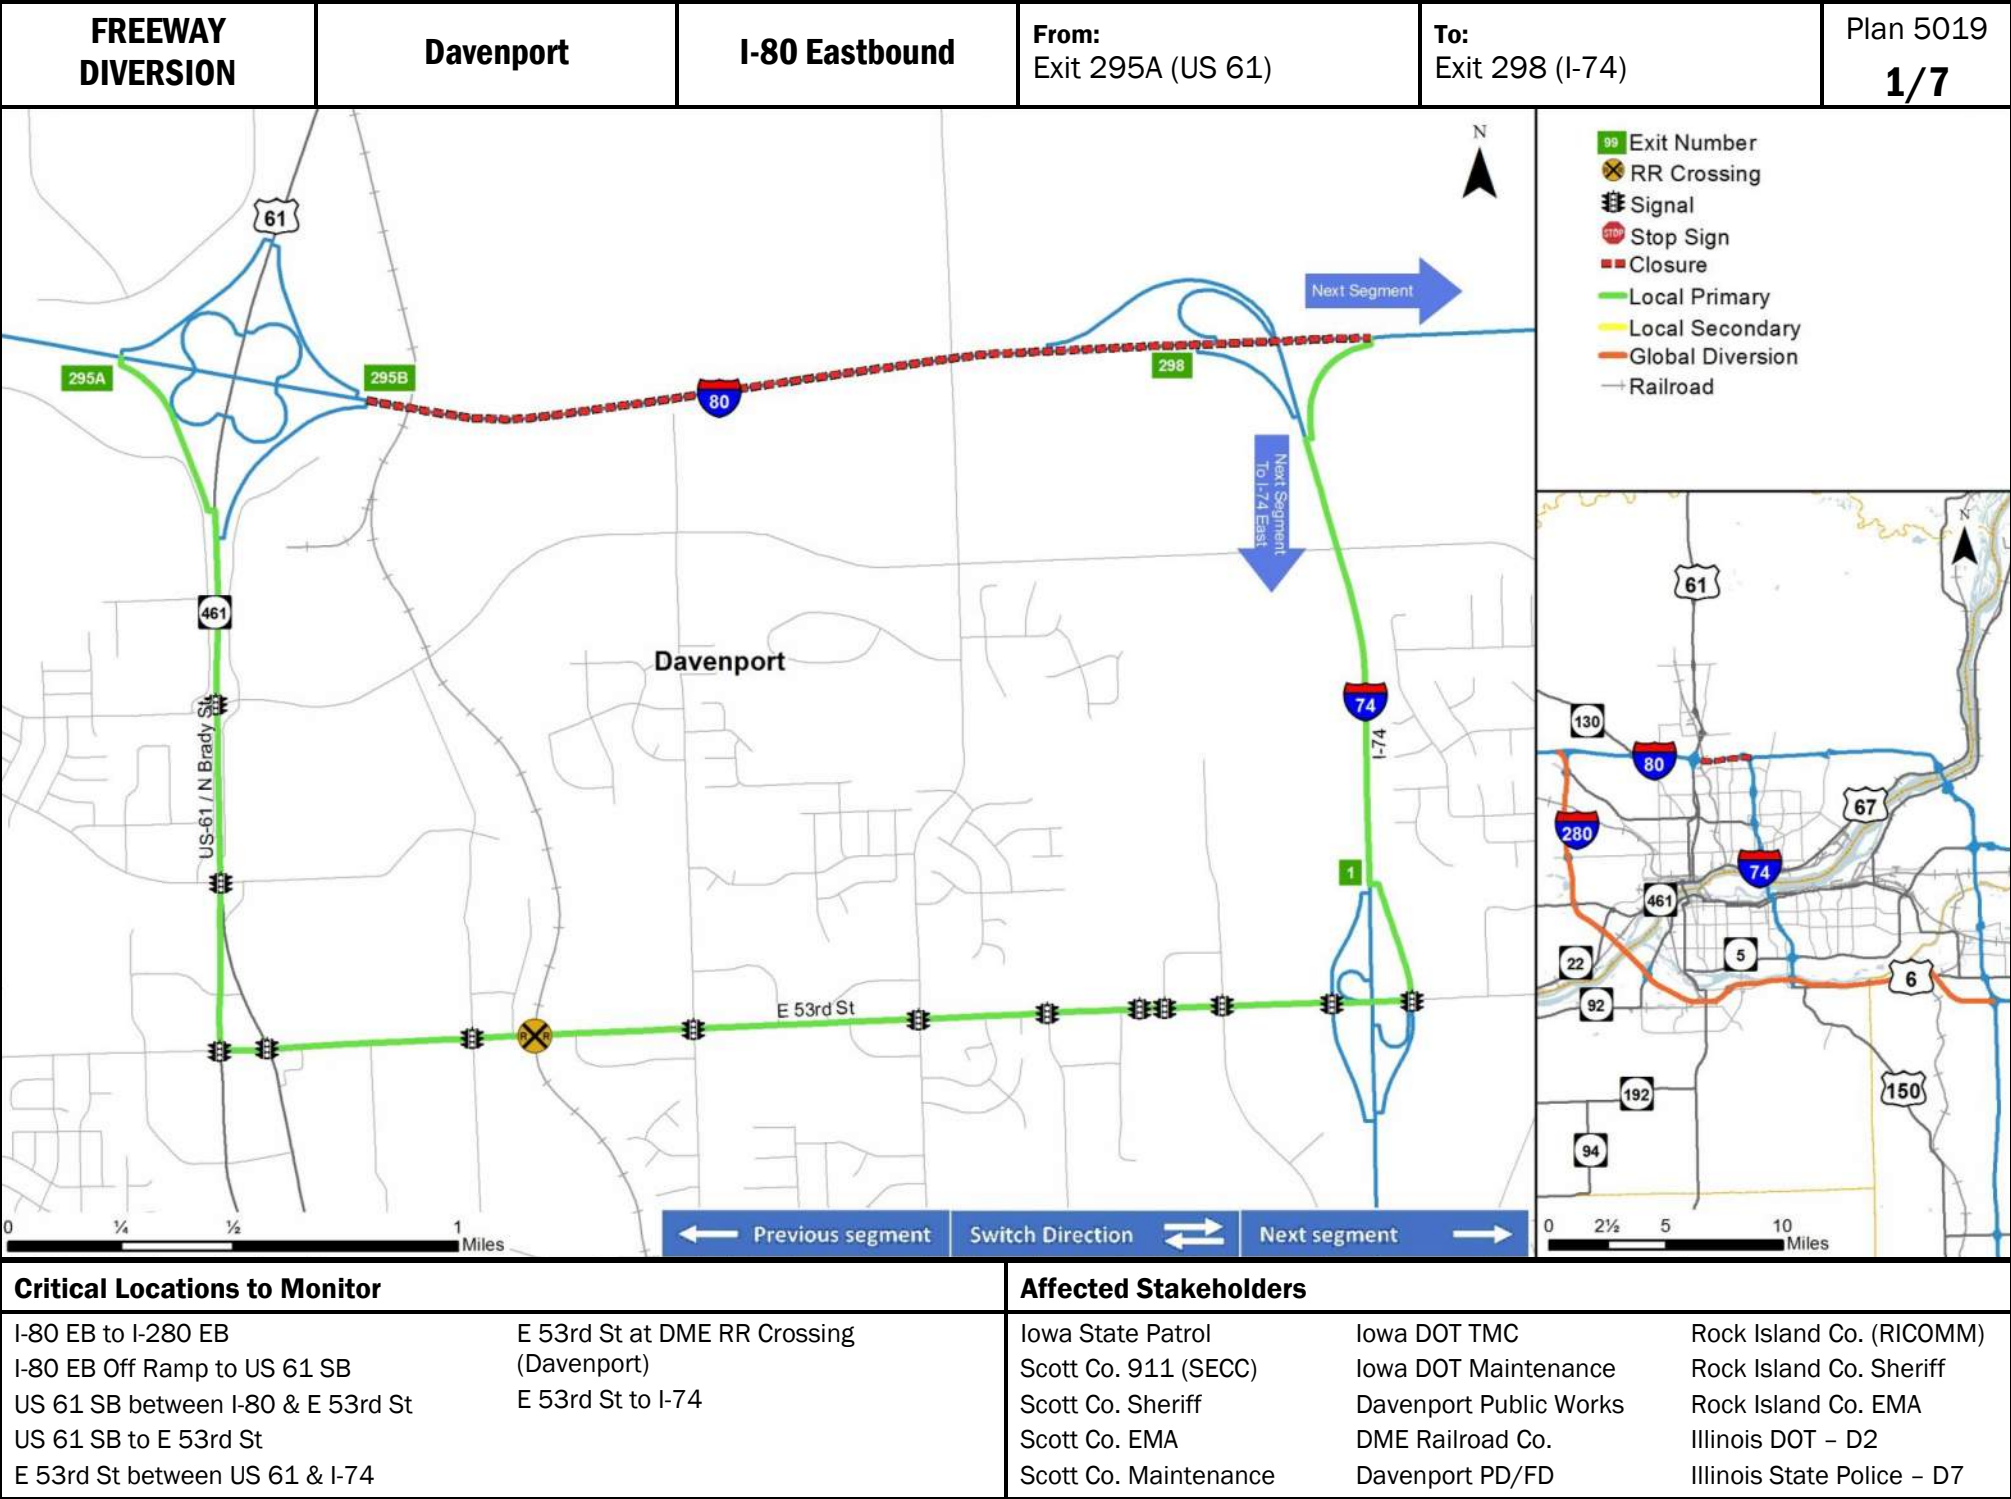 FREEWAY
DIVERSION
Davenport
I-80 Eastbound
From:
Exit 295A (US 61)
To:
Exit 298 (I-74)
Plan 5019
1/7
N
99 Exit Number
RR Crossing
Signal
STOP Stop Sign
Closure
Local Primary
Local Secondary
Global Diversion
Railroad
61
Next Segment
295A
295B
298
80
Next Segment
To I-74 East
461
Davenport
US-61 / N Brady St
74
I-74
1
E 53rd St
R R
0 ¼ ½ 1
Miles
Previous segment
Switch Direction
Next segment
N
61
130
80
67
280
74
461
22
5
6
92
192
150
94
0 2½ 5 10
Miles
Critical Locations to Monitor
I-80 EB to I-280 EB
I-80 EB Off Ramp to US 61 SB
US 61 SB between I-80 & E 53rd St
US 61 SB to E 53rd St
E 53rd St between US 61 & I-74
E 53rd St at DME RR Crossing
(Davenport)
E 53rd St to I-74
Affected Stakeholders
Iowa State Patrol
Scott Co. 911 (SECC)
Scott Co. Sheriff
Scott Co. EMA
Scott Co. Maintenance
Iowa DOT TMC
Iowa DOT Maintenance
Davenport Public Works
DME Railroad Co.
Davenport PD/FD
Rock Island Co. (RICOMM)
Rock Island Co. Sheriff
Rock Island Co. EMA
Illinois DOT – D2
Illinois State Police – D7